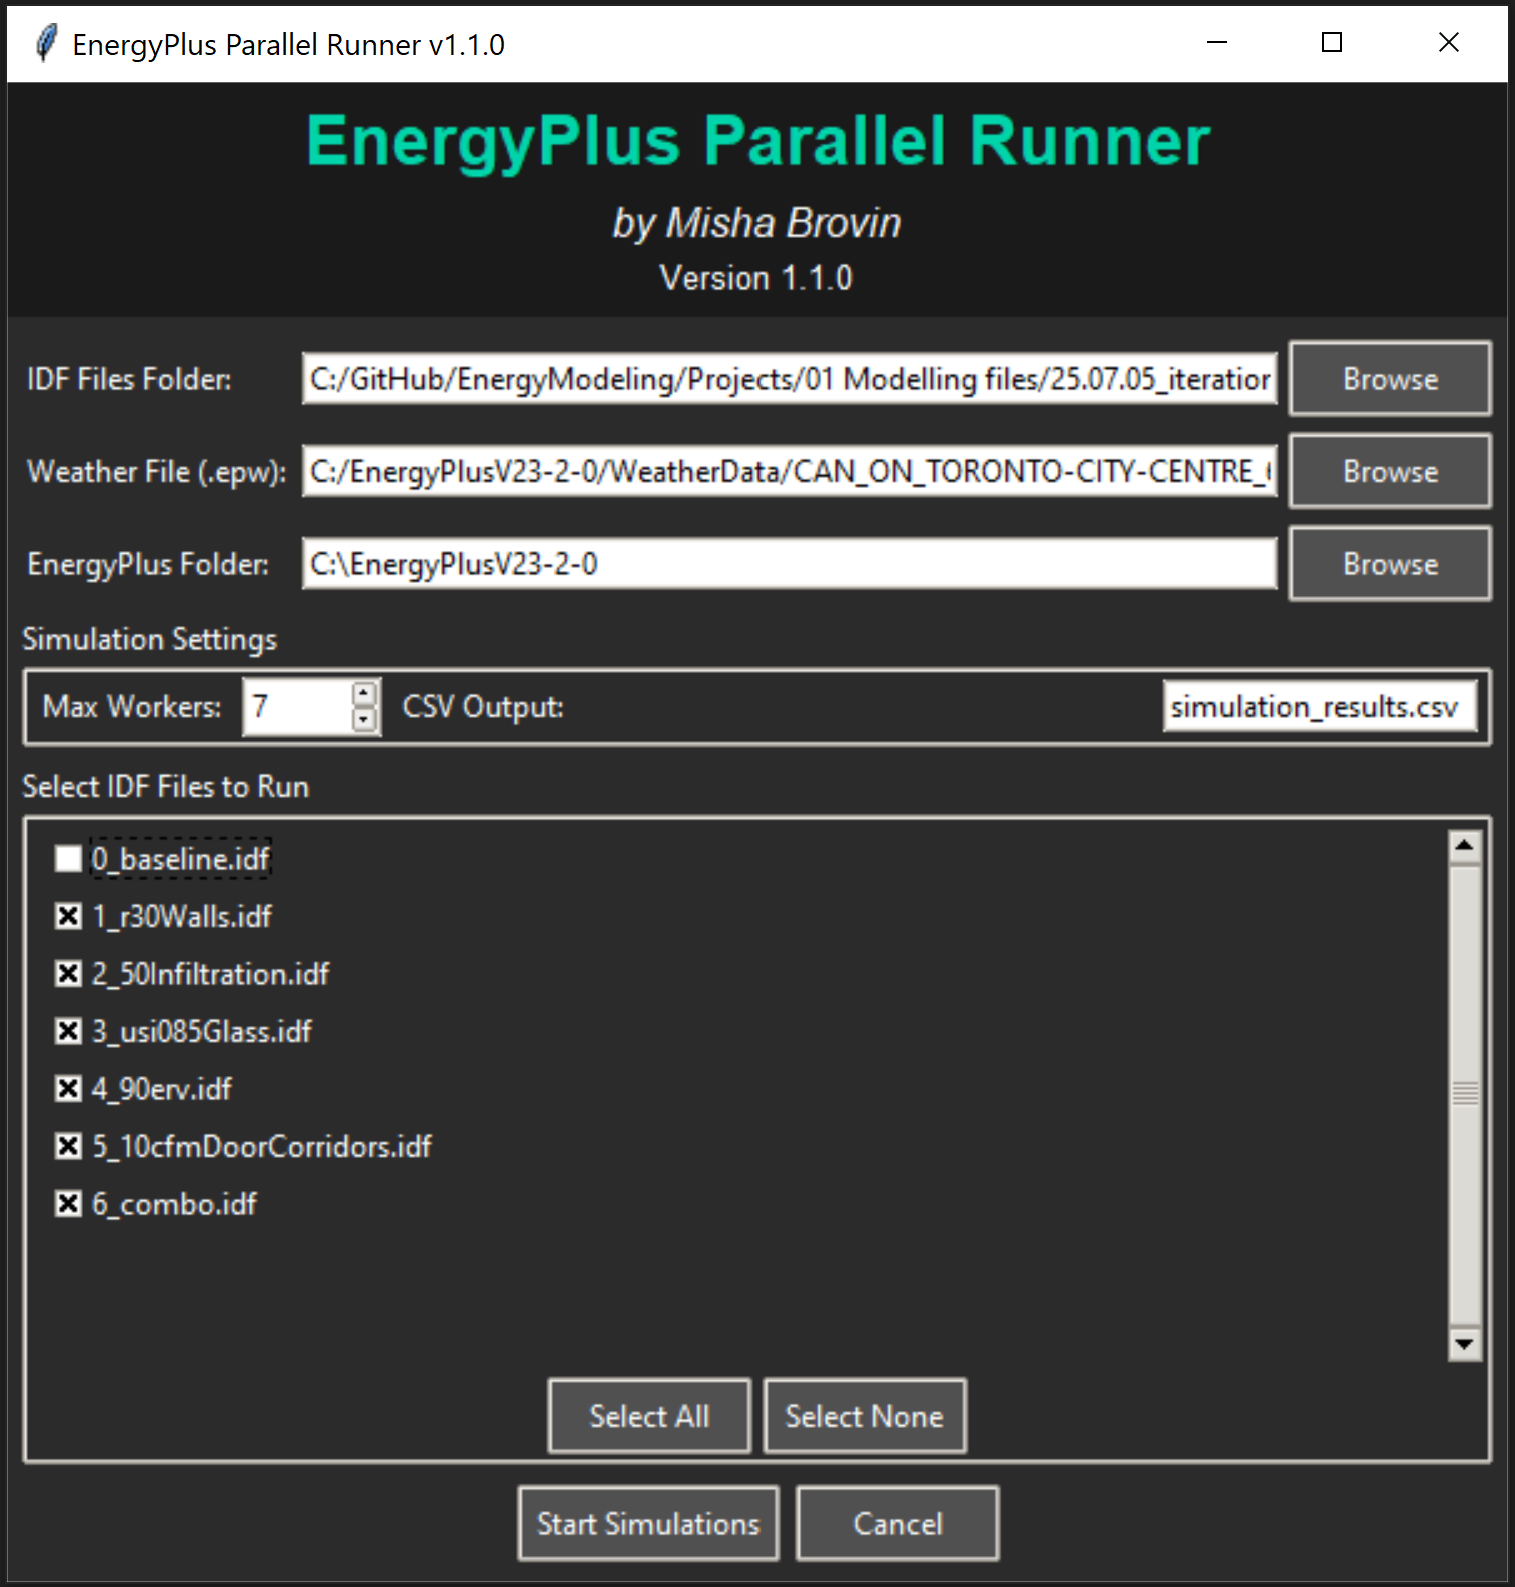 EnergyPlus Parallel Runner v1.1.0
EnergyPlus Parallel Runner
by Misha Brovin
Version 1.1.0
IDF Files Folder: C:/GitHub/EnergyModeling/Projects/01 Modelling files/25.07.05_iteration Browse
Weather File (.epw): C:/EnergyPlusV23-2-0/WeatherData/CAN_ON_TORONTO-CITY-CENTRE_ Browse
EnergyPlus Folder: C:\EnergyPlusV23-2-0 Browse
Simulation Settings
Max Workers: 7 CSV Output: simulation_results.csv
Select IDF Files to Run
0_baseline.idf
1_r30Walls.idf
2_50Infiltration.idf
3_usi085Glass.idf
4_90erv.idf
5_10cfmDoorCorridors.idf
6_combo.idf
Select All Select None
Start Simulations Cancel